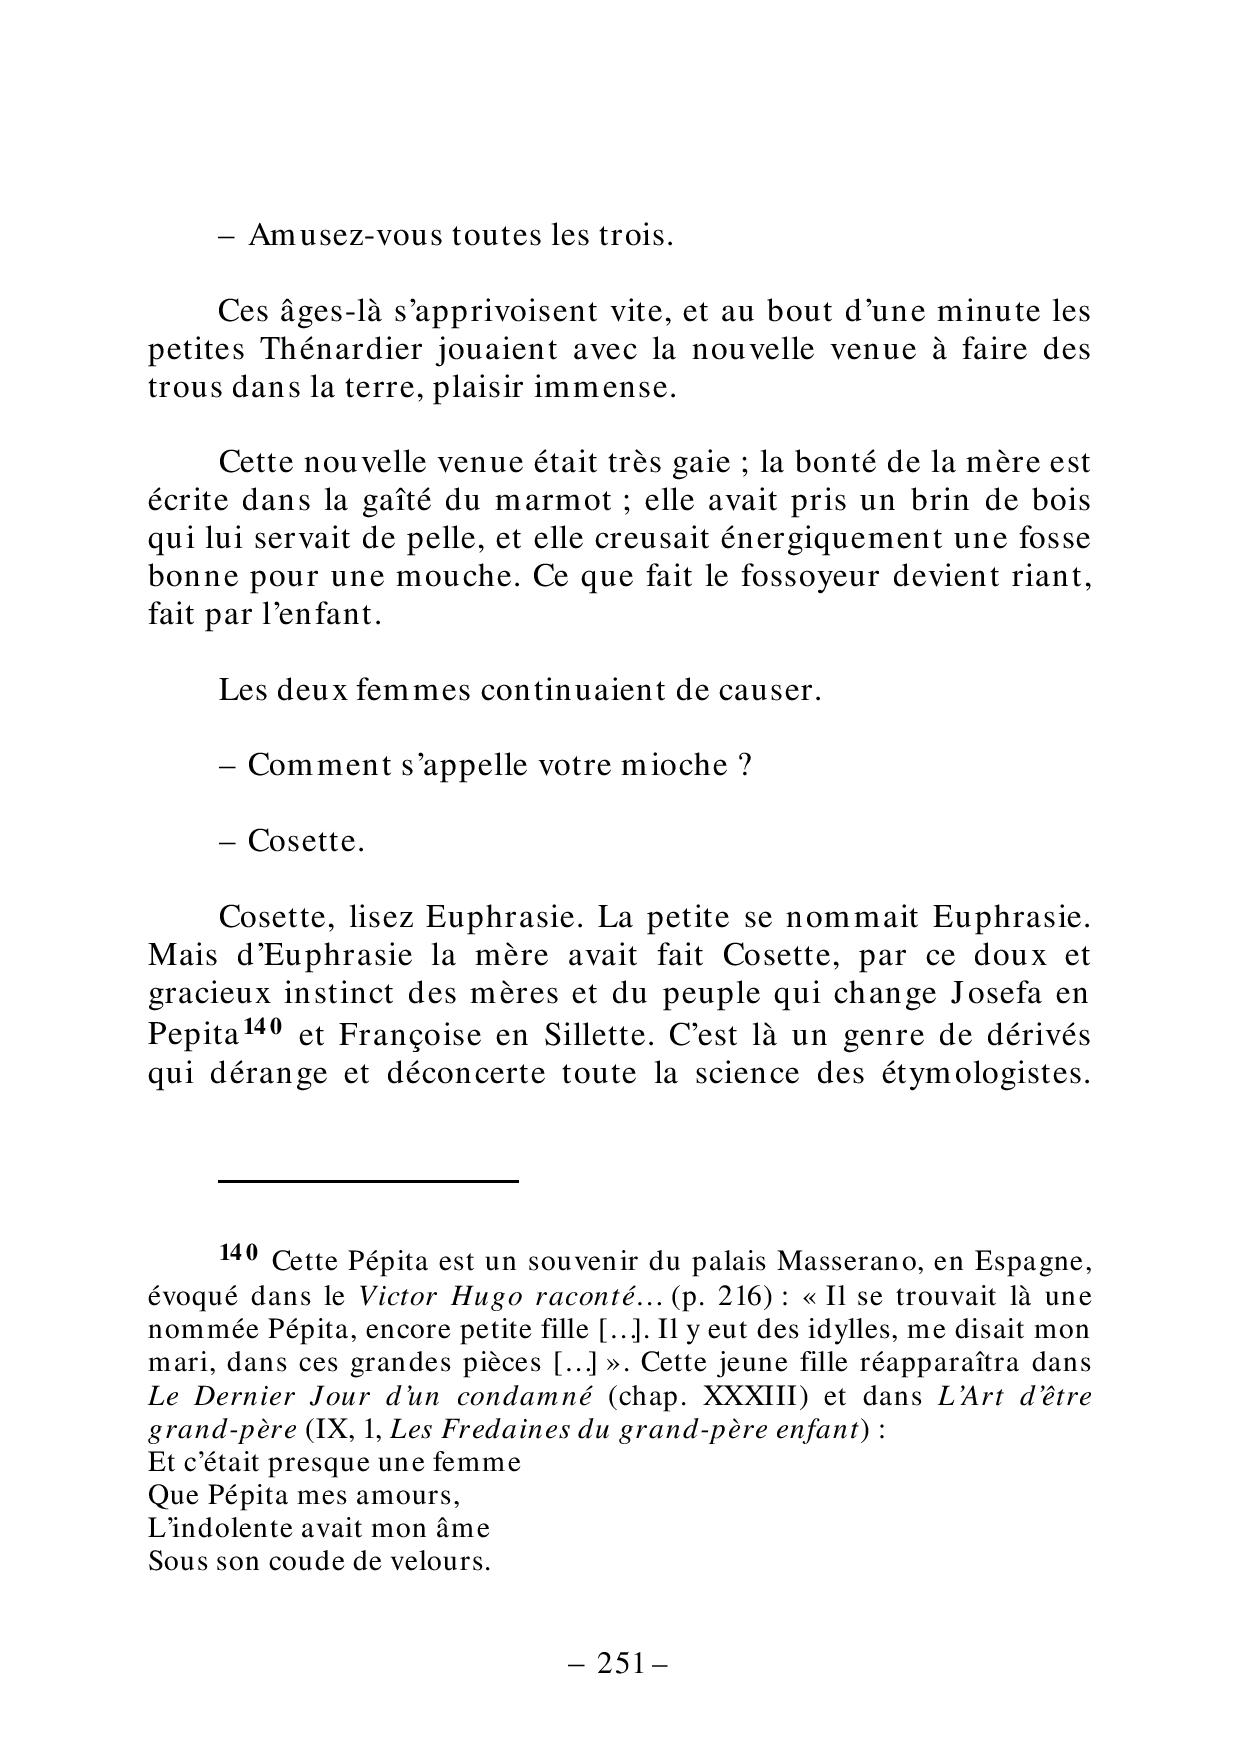 – Amusez-vous toutes les trois.
Ces âges-là s’apprivoisent vite, et au bout d’une minute les
petites Thénardier jouaient avec la nouvelle venue à faire des
trous dans la terre, plaisir immense.
Cette nouvelle venue était très gaie ; la bonté de la mère est
écrite dans la gaîté du marmot ; elle avait pris un brin de bois
qui lui servait de pelle, et elle creusait énergiquement une fosse
bonne pour une mouche. Ce que fait le fossoyeur devient riant,
fait par l’enfant.
Les deux femmes continuaient de causer.
– Comment s’appelle votre mioche ?
– Cosette.
Cosette, lisez Euphrasie. La petite se nommait Euphrasie.
Mais d’Euphrasie la mère avait fait Cosette, par ce doux et
gracieux instinct des mères et du peuple qui change Josefa en
Pepita140 et Françoise en Sillette. C’est là un genre de dérivés
qui dérange et déconcerte toute la science des étymologistes.
140 Cette Pépita est un souvenir du palais Masserano, en Espagne,
évoqué dans le Victor Hugo raconté… (p. 216) : « Il se trouvait là une
nommée Pépita, encore petite fille […]. Il y eut des idylles, me disait mon
mari, dans ces grandes pièces […] ». Cette jeune fille réapparaîtra dans
Le Dernier Jour d’un condamné (chap. XXXIII) et dans L’Art d’être
grand-père (IX, 1, Les Fredaines du grand-père enfant) :
Et c’était presque une femme
Que Pépita mes amours,
L’indolente avait mon âme
Sous son coude de velours.
– 251 –